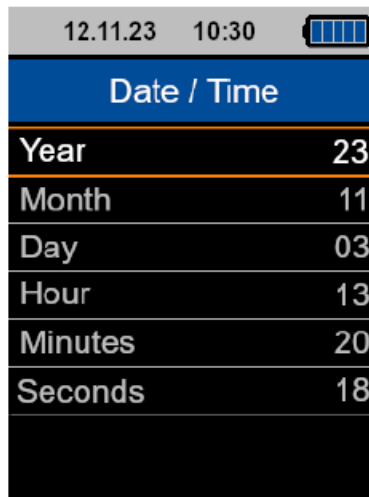 12.11.23 10:30
Date / Time
Year 23
Month 11
Day 03
Hour 13
Minutes 20
Seconds 18